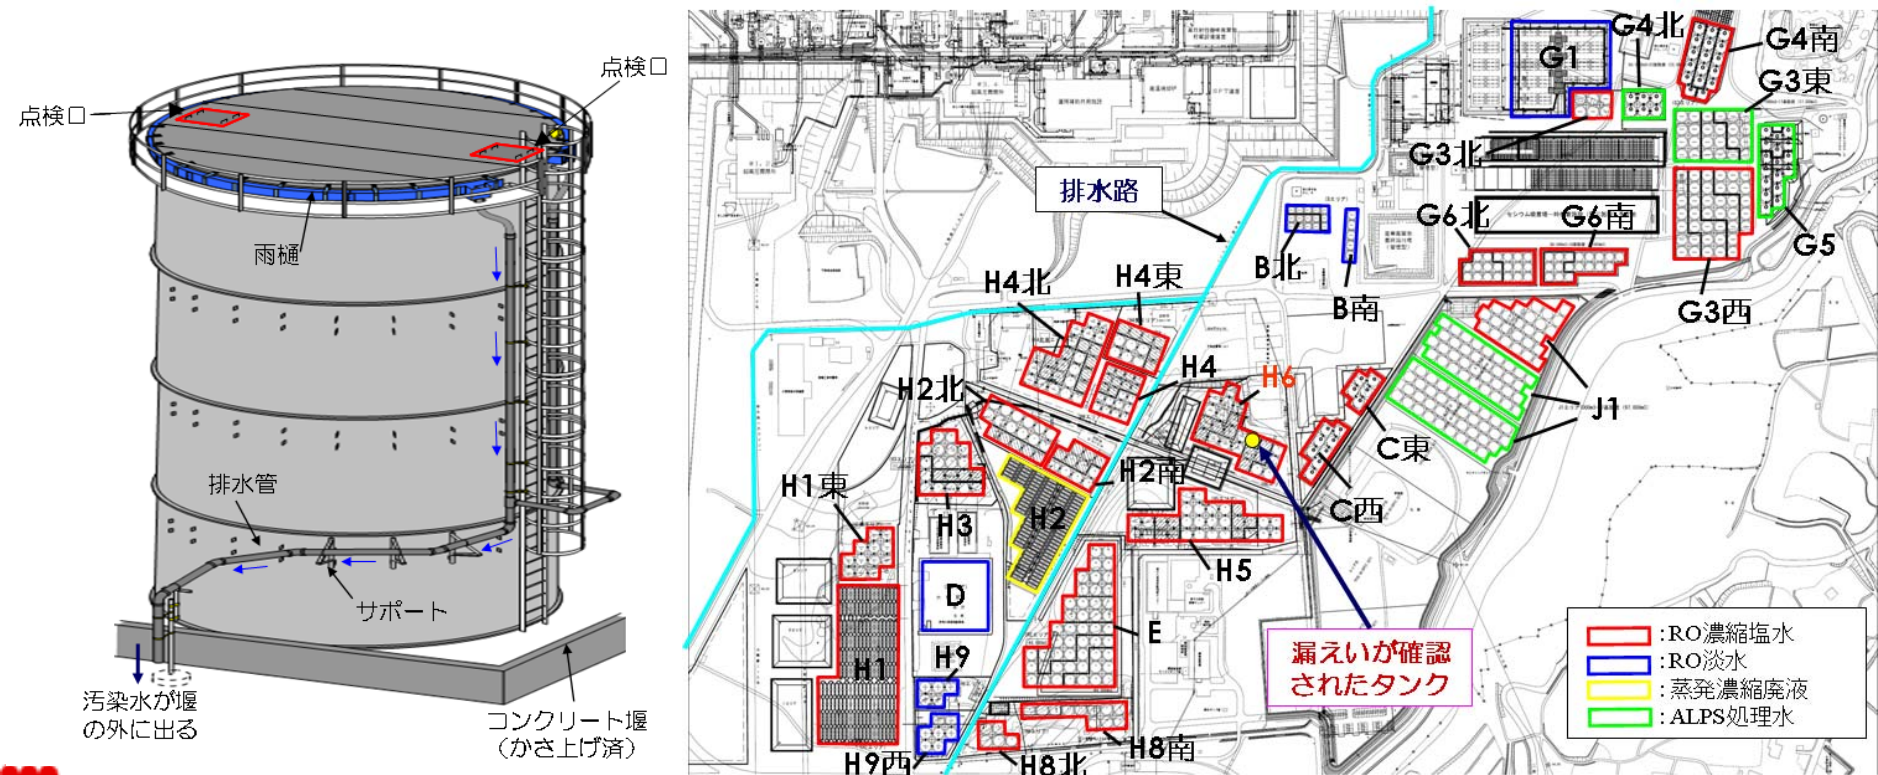 点検口
点検口
雨樋
排水管
サポート
汚染水が堰
の外に出る
コンクリート堰
(かさ上げ済)
排水路
G1
G4北
G4南
G3東
G3北
G5
G6北
G6南
G3西
B北
B南
H4北
H4東
H4
H6
H2北
H2南
H2
H3
H1東
H1
D
H9
H9西
H8北
H8南
E
H5
C東
C西
J1
漏えいが確認
されたタンク
:RO濃縮塩水
:RO淡水
:蒸発濃縮廃液
:ALPS処理水